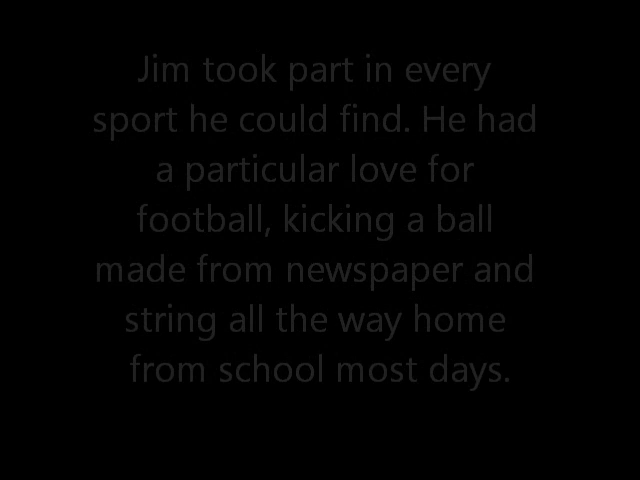 Jim took part in every
sport he could find. He had
a particular love for
football, kicking a ball
made from newspaper and
string all the way home
from school most days.